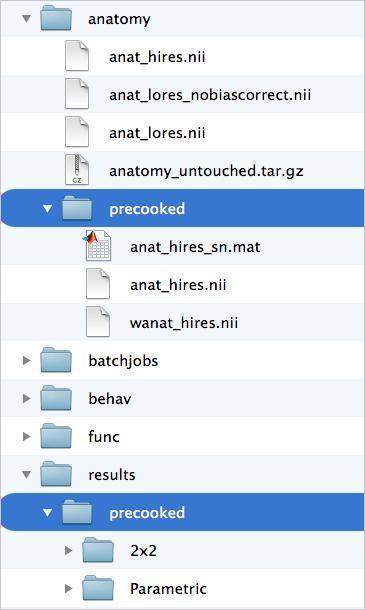 anatomy
anat_hires.nii
anat_lores_nobiascorrect.nii
anat_lores.nii
GZ
anatomy_untouched.tar.gz
precooked
anat_hires_sn.mat
anat_hires.nii
wanat_hires.nii
batchjobs
behav
func
results
precooked
2x2
Parametric